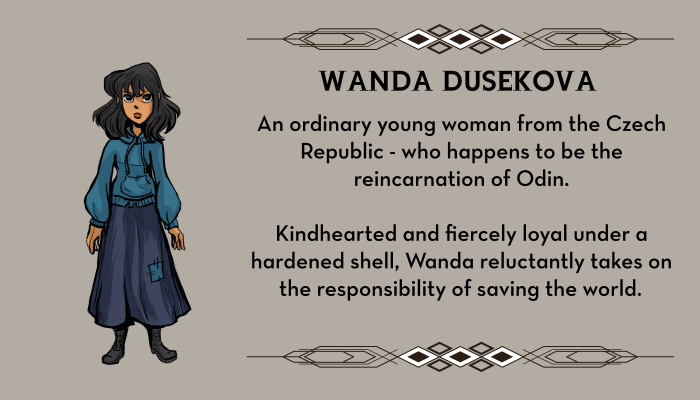 WANDA DUSEKOVA
An ordinary young woman from the Czech
Republic - who happens to be the
reincarnation of Odin.
Kindhearted and fiercely loyal under a
hardened shell, Wanda reluctantly takes on
the responsibility of saving the world.